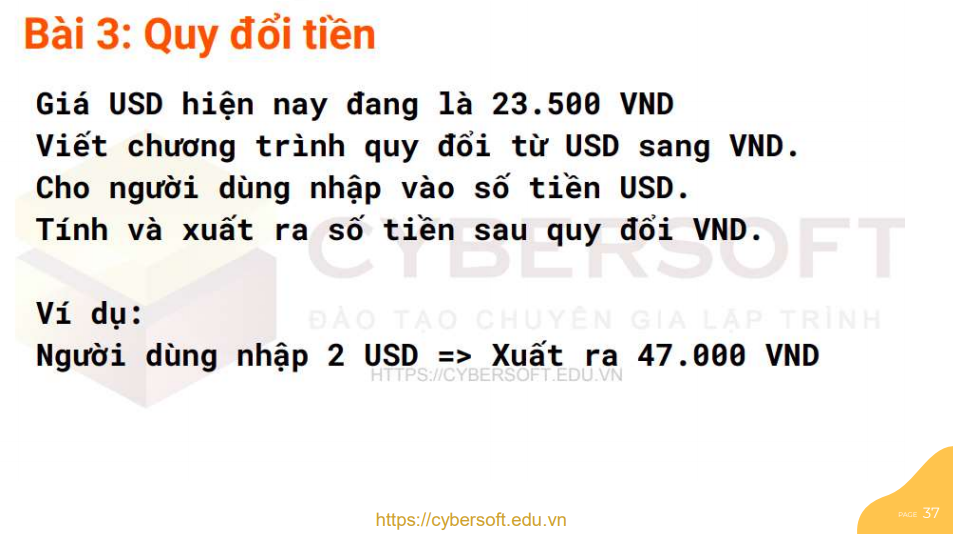 Bài 3: Quy đổi tiền
Giá USD hiện nay đang là 23.500 VND
Viết chương trình quy đổi từ USD sang VND.
Cho người dùng nhập vào số tiền USD.
Tính và xuất ra số tiền sau quy đổi VND.
CYBERSOFT
ĐÀO TẠO CHUYÊN GIA LẬP TRÌNH
Ví dụ:
Người dùng nhập 2 USD => Xuất ra 47.000 VND
HTTPS://CYBERSOFT.EDU.VN
https://cybersoft.edu.vn
PAGE 37